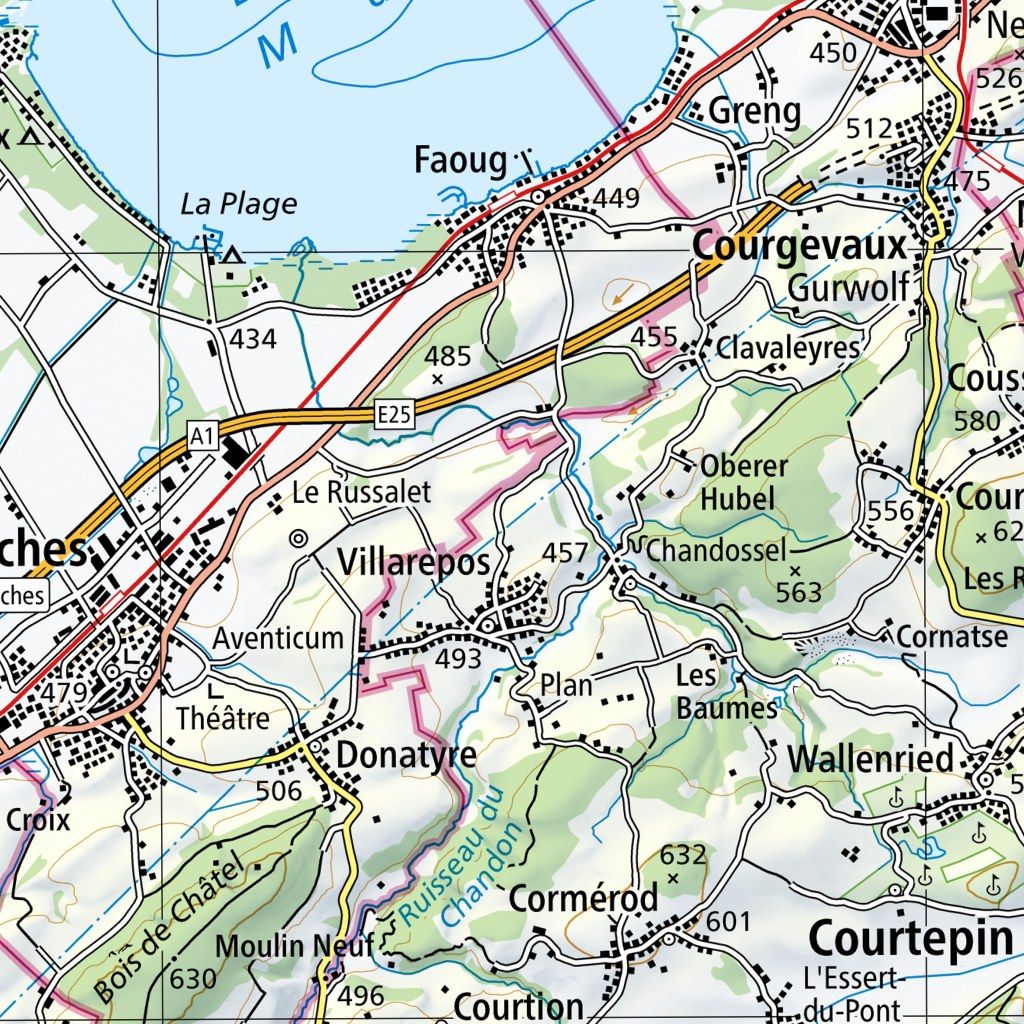 M
Ne
450
526
Greng
512
Faoug
475
449
La Plage
Courgevaux
Gurwolf
434
455
Clavaleyres
485
Cous
580
E25
A1
Oberer
Hubel
Le Russalet
Cour
556
62
ches
Villarepos
457
Chandossel
563
Les R
ches
Aventicum
Cornatse
493
479
Plan
Les
Baumes
Théâtre
Donatyre
Wallenried
506
5
Croix
Ruisseau du
Chandon
632
Bois de Châtel
Cormérod
601
Courtepin
Moulin Neuf
630
496
L'Essert-
du-Pont
Courtion